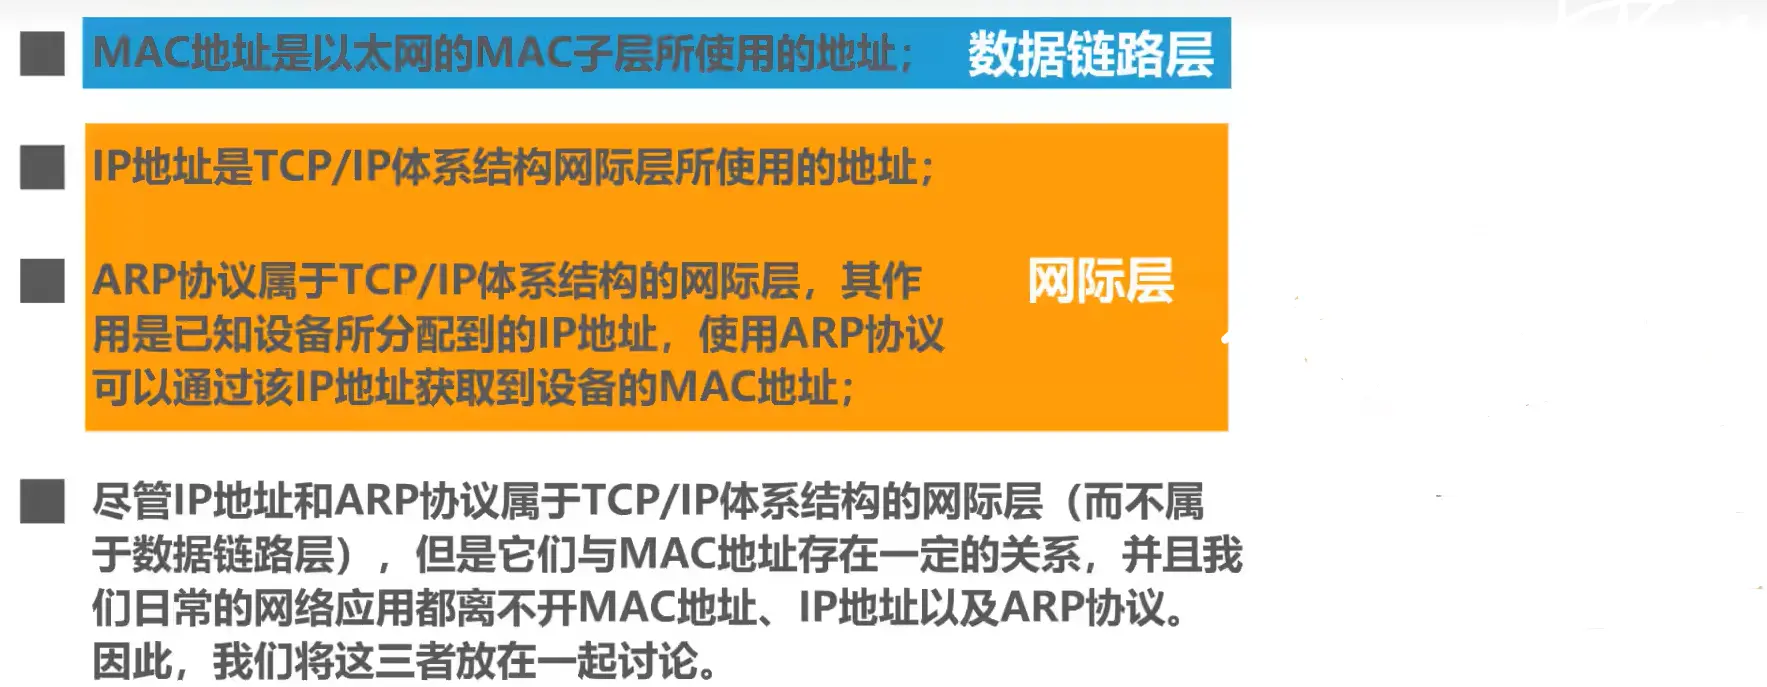 MAC地址是以太网的MAC子层所使用的地址； 数据链路层
IP地址是TCP/IP体系结构网际层所使用的地址；
ARP协议属于TCP/IP体系结构的网际层，其作
用是已知设备所分配到的IP地址，使用ARP协议
可以通过该IP地址获取到设备的MAC地址；
网际层
尽管IP地址和ARP协议属于TCP/IP体系结构的网际层（而不属
于数据链路层），但是它们与MAC地址存在一定的关系，并且我
们日常的网络应用都离不开MAC地址、IP地址以及ARP协议。
因此，我们将这三者放在一起讨论。